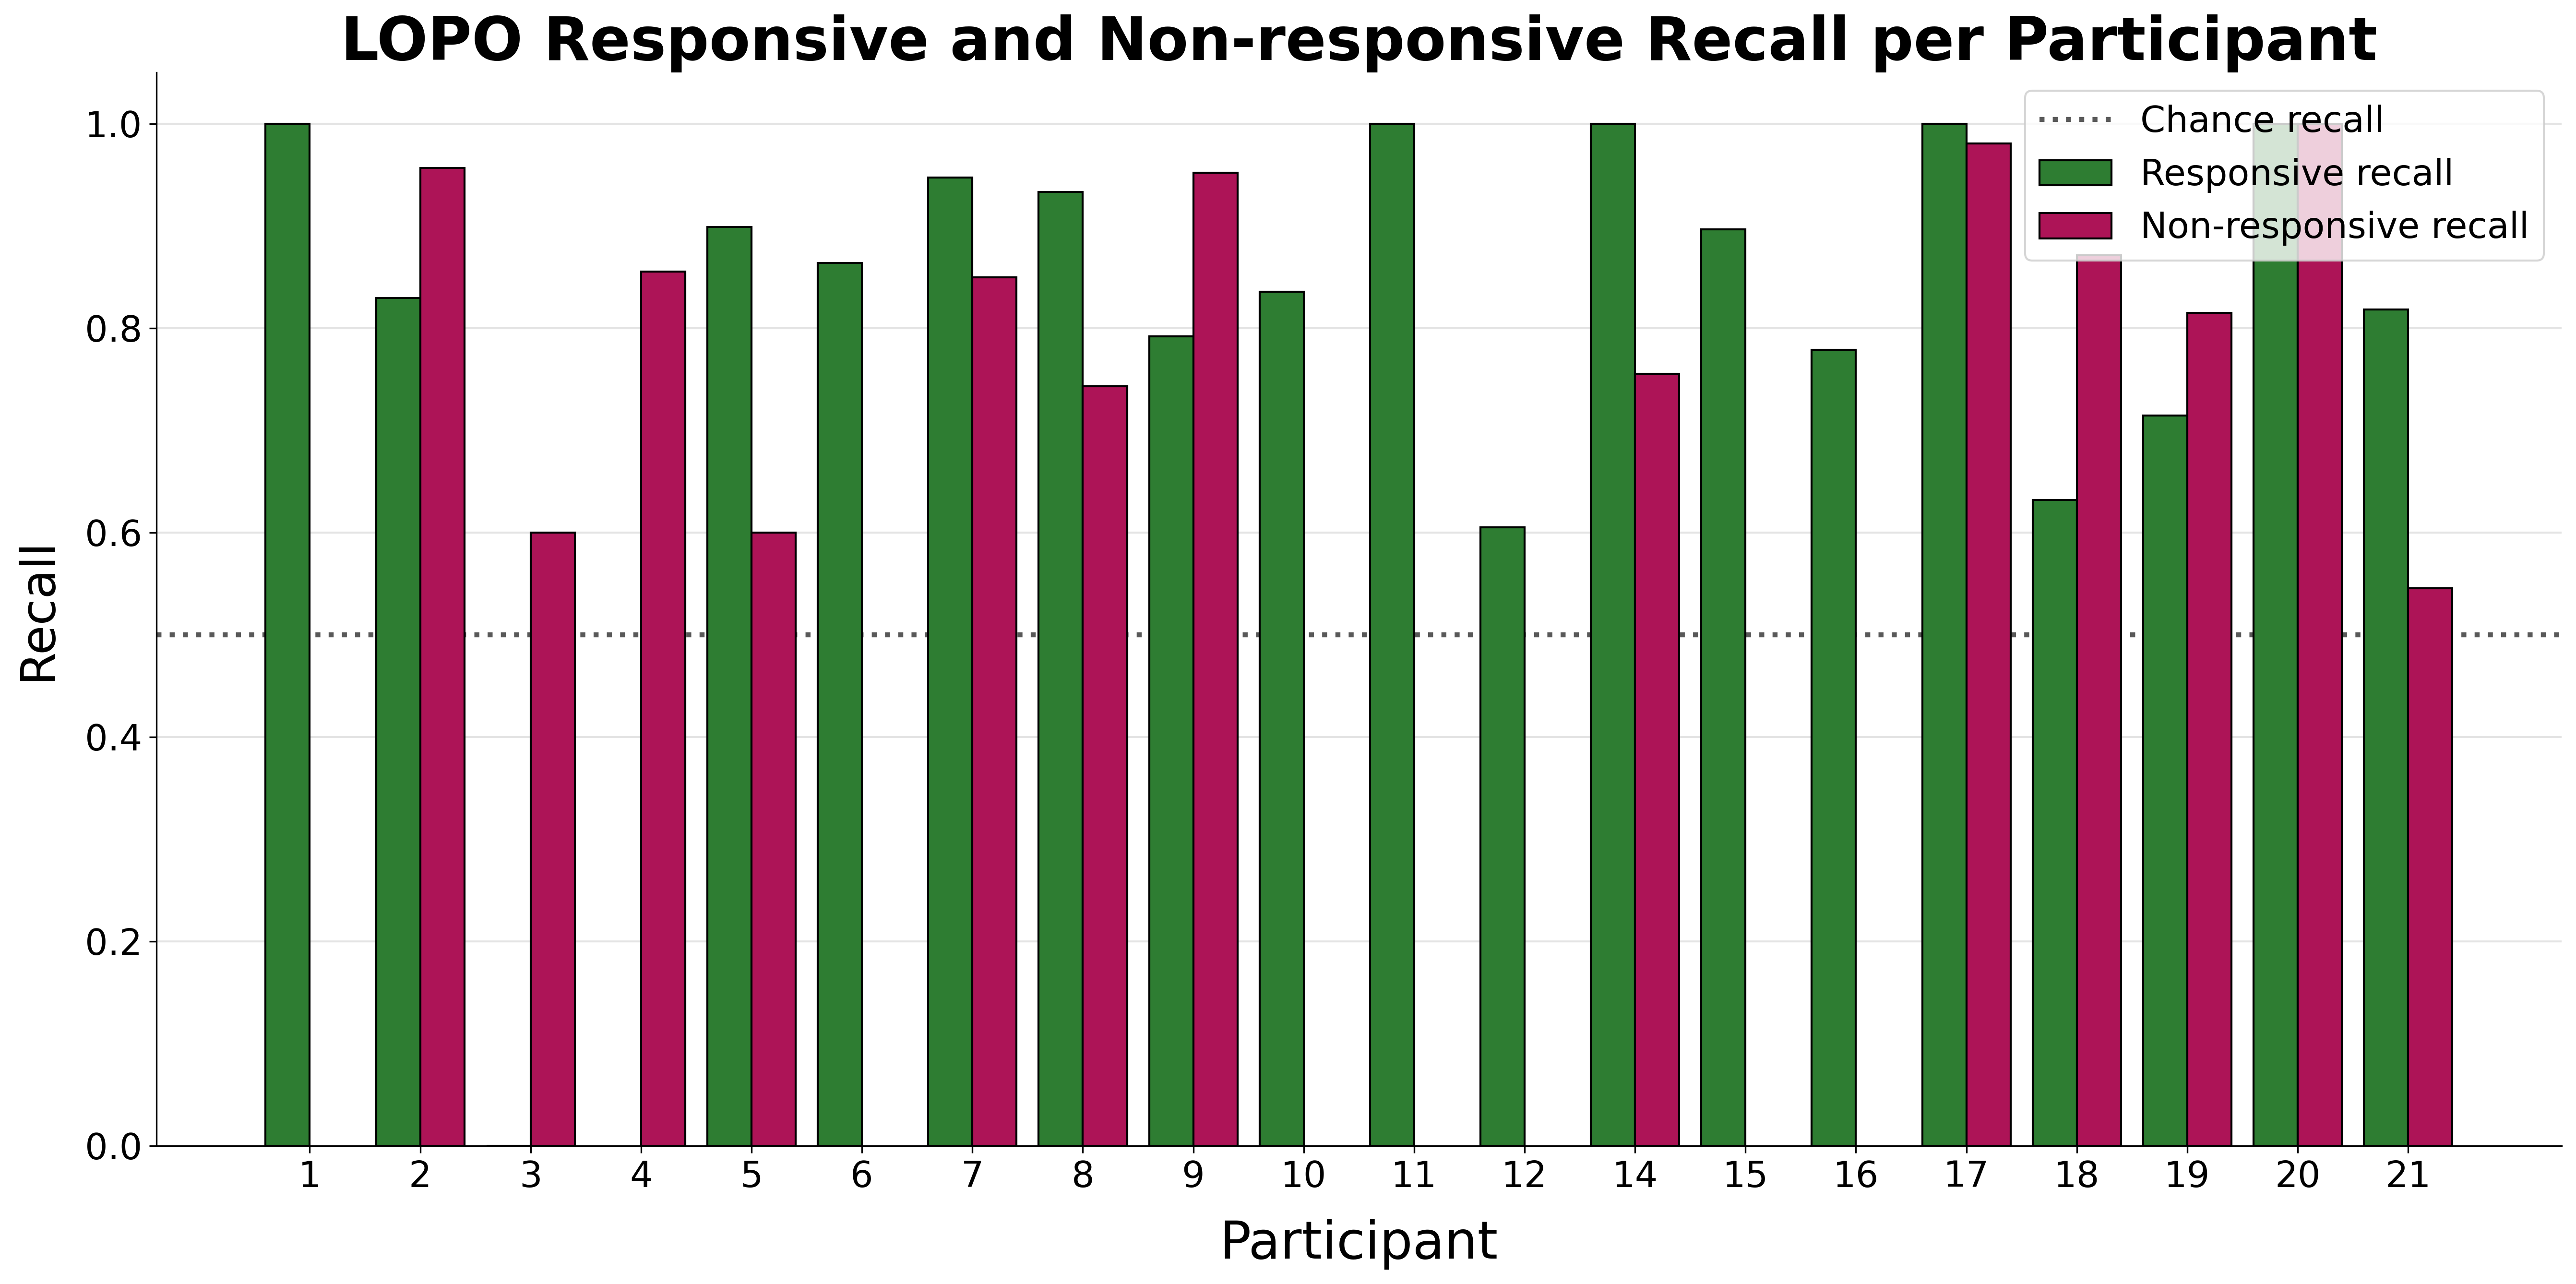 LOPO Responsive and Non-responsive Recall per Participant
Chance recall
Responsive recall
Non-responsive recall
1.0
0.8
0.6
0.4
0.2
0.0
Recall
1 2 3 4 5 6 7 8 9 10 11 12 14 15 16 17 18 19 20 21
Participant